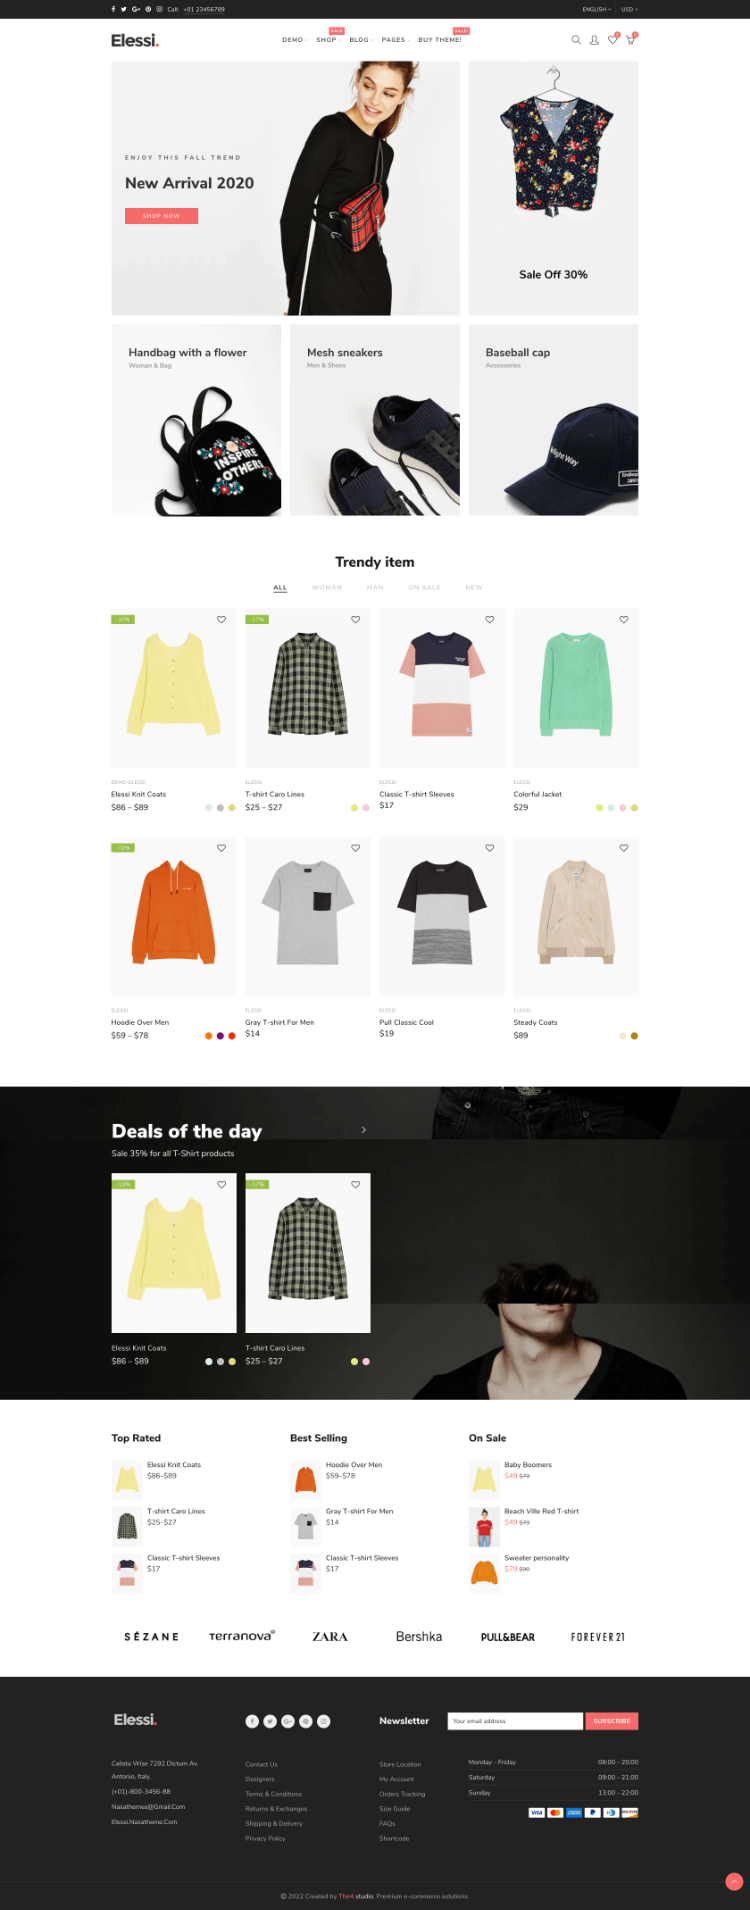 Call: +01 23456789
ENGLISH
USD
Elessi.
DEMO
SHOP
SALE
BLOG
PAGES
BUY THEME!
SALE!
0
0
ENJOY THIS FALL TREND
New Arrival 2020
SHOP NOW
Sale Off 30%
Handbag with a flower
Woman & Bag
INSPIRE
OTHERS
Mesh sneakers
Men & Shoes
Baseball cap
Accessories
Trendy item
ALL
WOMAN
MAN
ON SALE
NEW
-10%
-17%
DEMO-ELESSI
ELESSI
ELESSI
ELESSI
Elessi Knit Coats
T-shirt Caro Lines
Classic T-shirt Sleeves
Colorful Jacket
$86 – $89
$25 – $27
$17
$29
-32%
ELESSI
ELESSI
ELESSI
ELESSI
Hoodie Over Men
Gray T-shirt For Men
Pull Classic Cool
Steady Coats
$59 – $78
$14
$19
$89
Deals of the day
Sale 35% for all T-Shirt products
-10%
-17%
Elessi Knit Coats
T-shirt Caro Lines
$86 – $89
$25 – $27
Top Rated
Elessi Knit Coats
$86–$89
T-shirt Caro Lines
$25–$27
Classic T-shirt Sleeves
$17
Best Selling
Hoodie Over Men
$59–$78
Gray T-shirt For Men
$14
Classic T-shirt Sleeves
$17
On Sale
Baby Boomers
$49 $79
Beach Ville Red T-shirt
$49 $79
Sweater personality
$79 $90
SÉZANE
Terranova
ZARA
Bershka
PULL&BEAR
FOREVER 21
Elessi.
Newsletter
Your email address
SUBSCRIBE
Calista Wise 7292 Dictum Av.
Antonio, Italy.
(+01)-800-3456-88
Nasathemes@Gmail.Com
Elessi.Nasatheme.Com
Contact Us
Designers
Terms & Conditions
Returns & Exchanges
Shipping & Delivery
Privacy Policy
Store Location
My Account
Orders Tracking
Size Guide
FAQs
Shortcode
Monday - Friday 08:00 - 20:00
Saturday 09:00 - 21:00
Sunday 13:00 - 22:00
VISA
© 2022 Created by The4 studio. Premium e-commerce solutions.